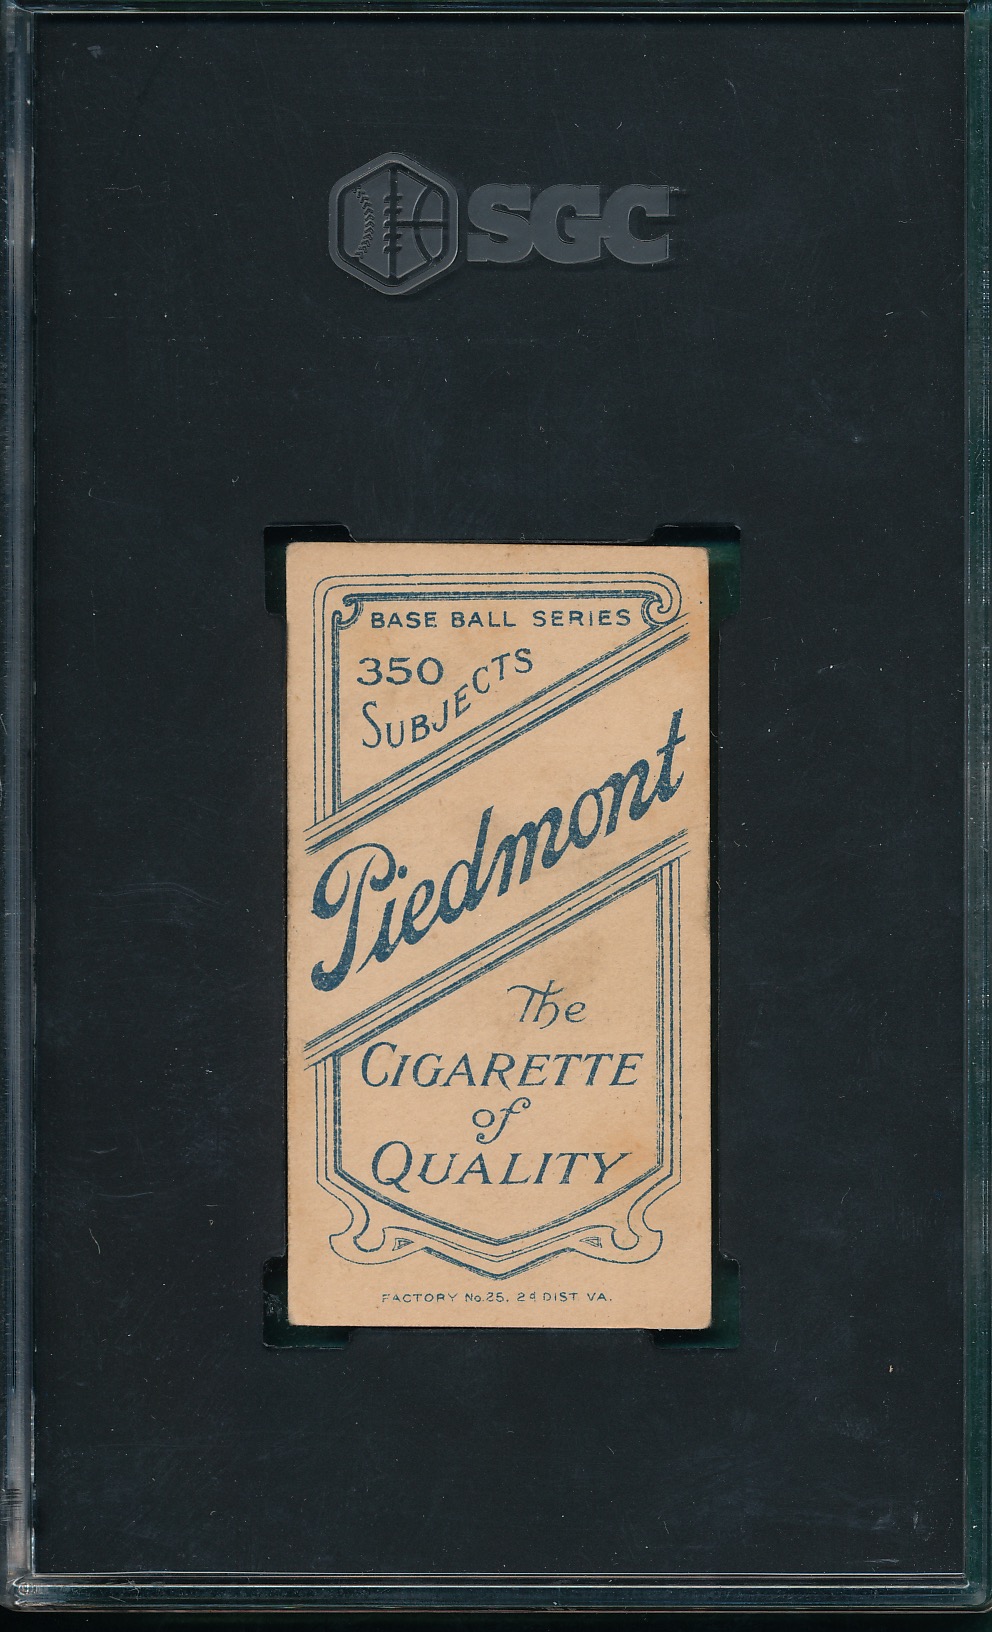 SGC
BASE BALL SERIES
350
SUBJECTS
Piedmont
The
CIGARETTE
of
QUALITY
FACTORY No. 25. 2d DIST VA.